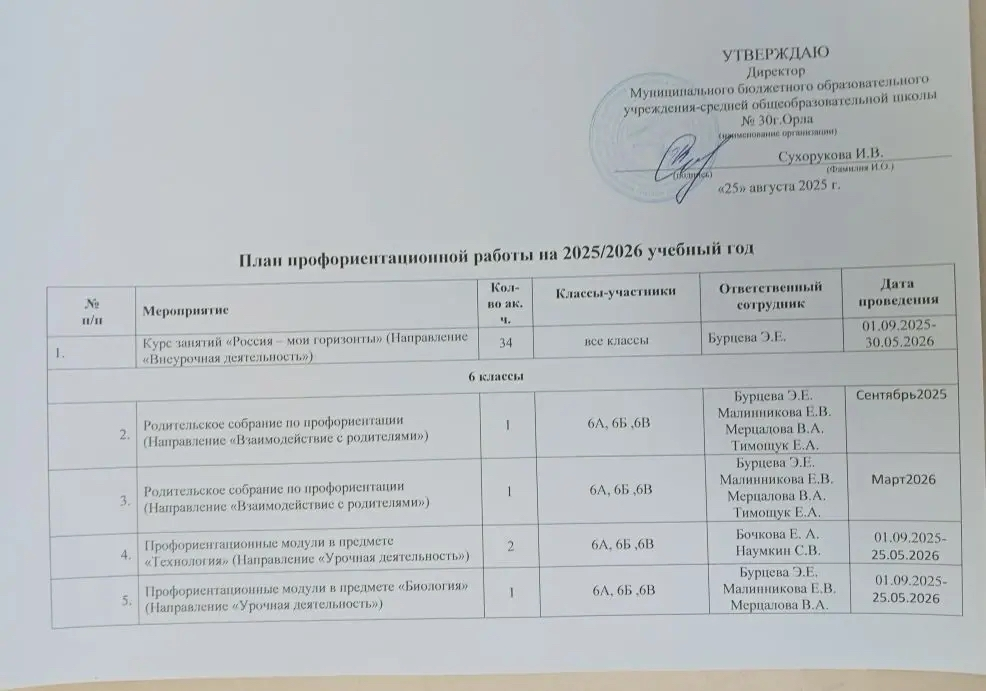 УТВЕРЖДАЮ
Директор
Муниципального бюджетного образовательного
учреждения-средней общеобразовательной школы
№ 30г.Орла
(наименование организации)
Сухорукова И.В.
(подпись) (Фамилия И.О.)
«25» августа 2025 г.
План профориентационной работы на 2025/2026 учебный год
№ п/п Мероприятие Кол-во ак. ч. Классы-участники Ответственный сотрудник Дата проведения
1. Курс занятий «Россия – мои горизонты» (Направление «Внеурочная деятельность») 34 все классы Бурцева Э.Е. 01.09.2025-30.05.2026
6 классы
2. Родительское собрание по профориентации (Направление «Взаимодействие с родителями») 1 6А, 6Б ,6В Бурцева Э.Е. Малинникова Е.В. Мерцалова В.А. Тимощук Е.А. Сентябрь2025
3. Родительское собрание по профориентации (Направление «Взаимодействие с родителями») 1 6А, 6Б ,6В Бурцева Э.Е. Малинникова Е.В. Мерцалова В.А. Тимощук Е.А. Март2026
4. Профориентационные модули в предмете «Технология» (Направление «Урочная деятельность») 2 6А, 6Б ,6В Бочкова Е. А. Наумкин С.В. 01.09.2025-25.05.2026
5. Профориентационные модули в предмете «Биология» (Направление «Урочная деятельность») 1 6А, 6Б ,6В Бурцева Э.Е. Малинникова Е.В. Мерцалова В.А. 01.09.2025-25.05.2026